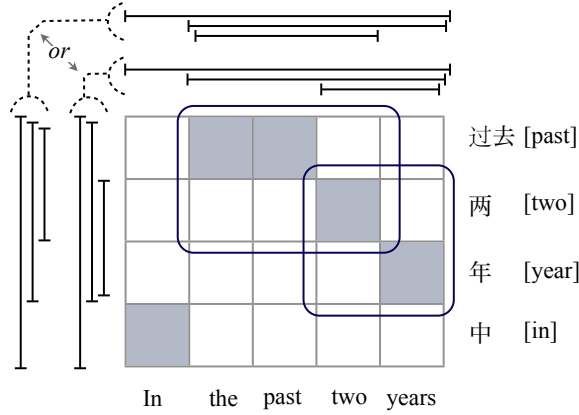 or
过去 [past]
两 [two]
年 [year]
中 [in]
In the past two years